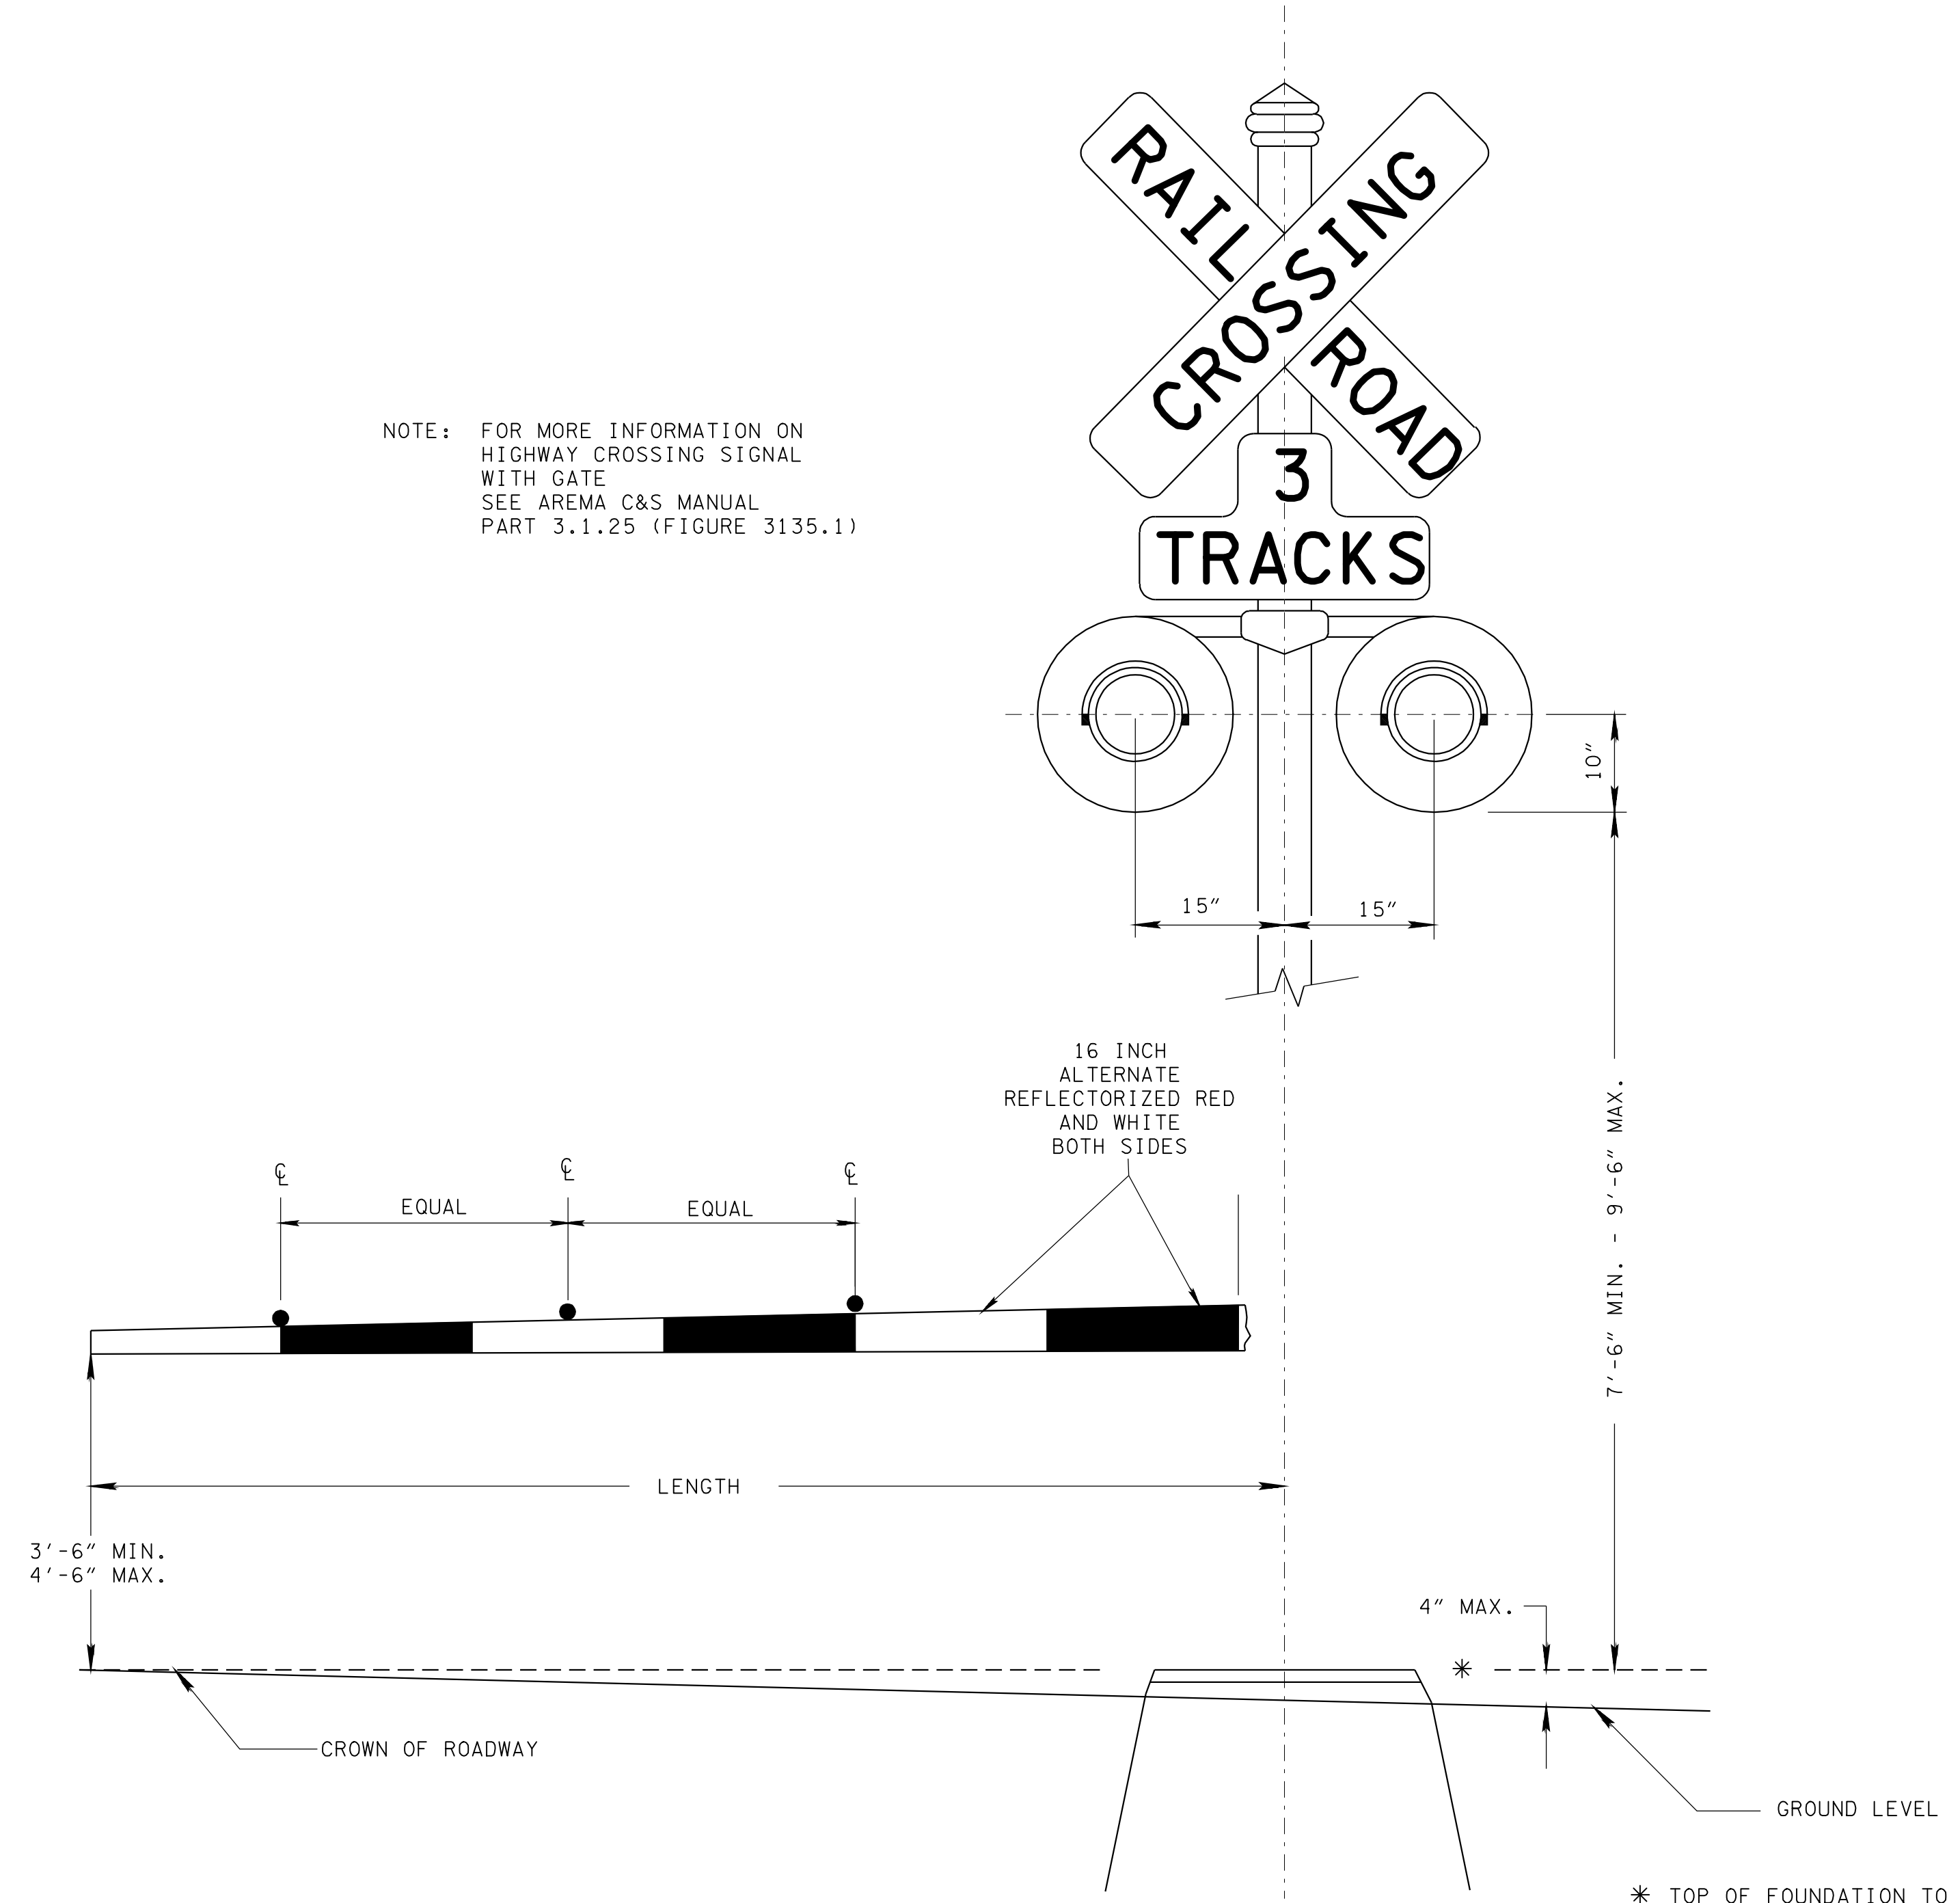 RAIL ROAD
CROSSING
3
TRACKS
NOTE: FOR MORE INFORMATION ON
HIGHWAY CROSSING SIGNAL
WITH GATE
SEE AREMA C&S MANUAL
PART 3.1.25 (FIGURE 3135.1)
10"
15" 15"
16 INCH
ALTERNATE
REFLECTORIZED RED
AND WHITE
BOTH SIDES
℄ ℄ ℄
EQUAL EQUAL
7'-6" MIN. - 9'-6" MAX.
LENGTH
3'-6" MIN.
4'-6" MAX.
4" MAX.
*
CROWN OF ROADWAY
GROUND LEVEL
* TOP OF FOUNDATION TO